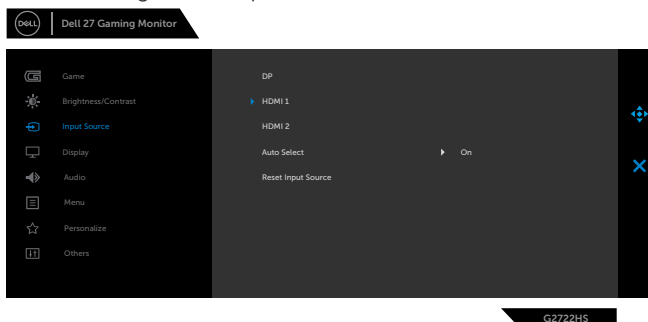 DELL
Dell 27 Gaming Monitor
Game
DP
Brightness/Contrast
HDMI 1
Input Source
HDMI 2
Display
Auto Select
On
Audio
Reset Input Source
Menu
Personalize
Others
G2722HS